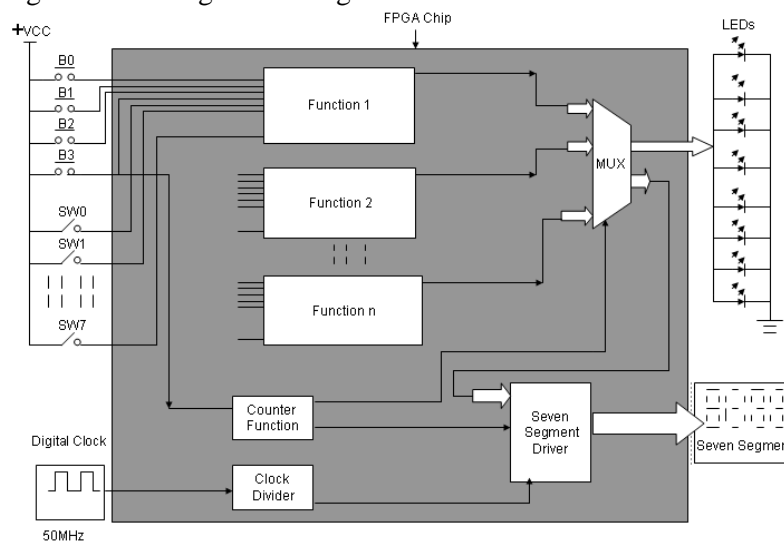 FPGA Chip
+VCC
LEDs
B0
B1
B2
B3
SW0
SW1
SW7
Function 1
Function 2
Function n
MUX
Counter
Function
Clock
Divider
Seven
Segment
Driver
Seven Segmen
Digital Clock
50MHz